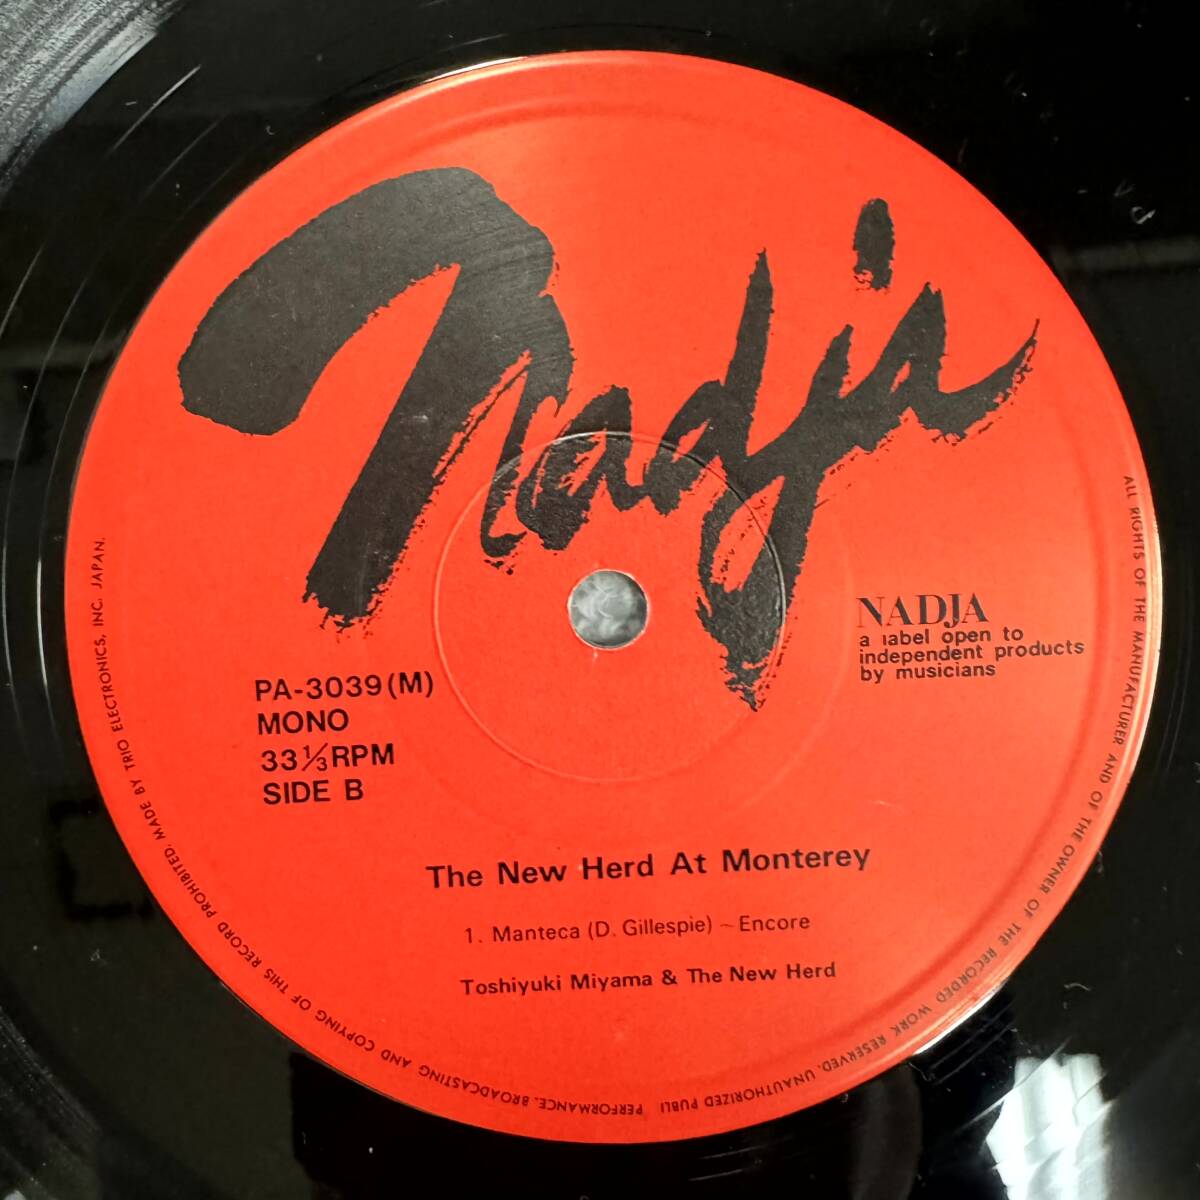 Nadja
NADJA
a label open to
independent products
by musicians
PA-3039(M)
MONO
33⅓RPM
SIDE B
The New Herd At Monterey
1. Manteca (D. Gillespie) ~ Encore
Toshiyuki Miyama & The New Herd
ALL RIGHTS OF THE MANUFACTURER AND OF THE OWNER OF THE RECORDED WORK RESERVED. UNAUTHORIZED PUBLI PERFORMANCE, BROADCASTING AND COPYING OF THIS RECORD PROHIBITED. MADE BY TRIO ELECTRONICS, INC. JAPAN.